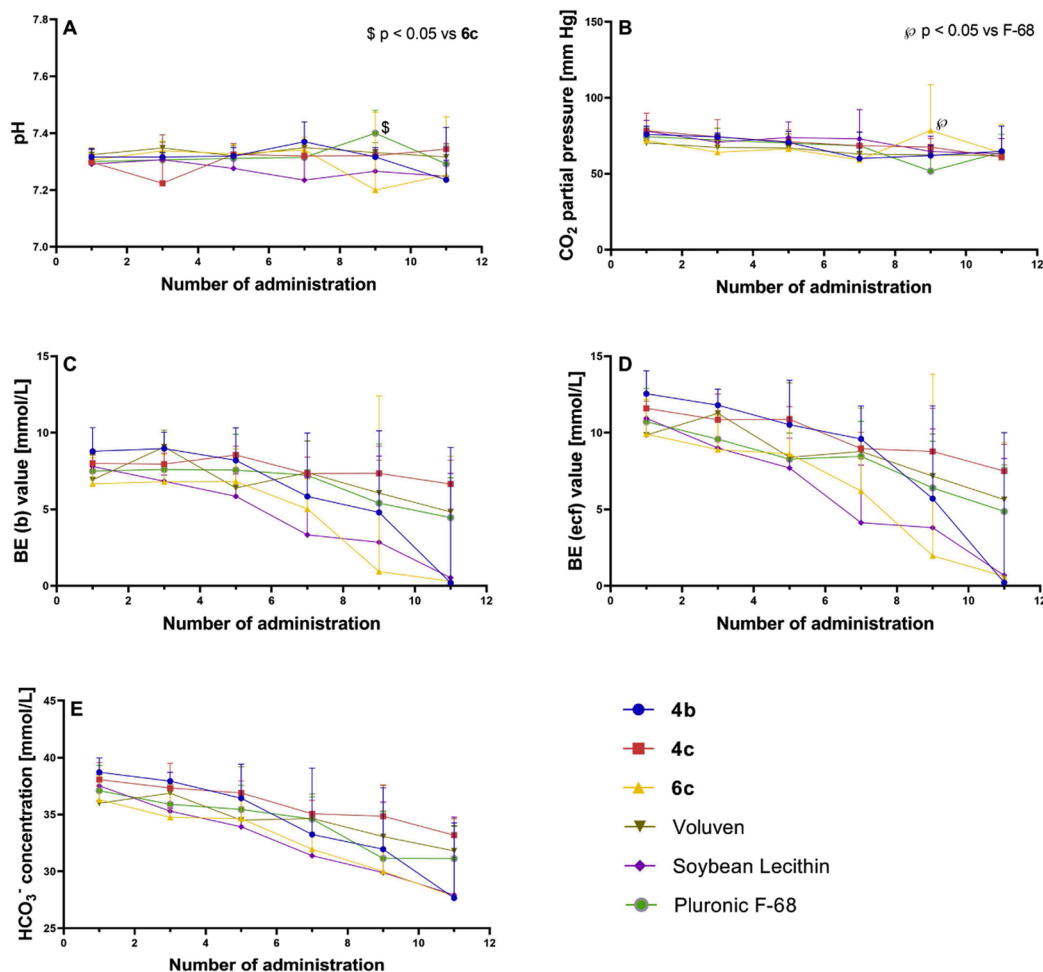 A
$ p < 0.05 vs 6c
pH
7.8
7.6
7.4
7.2
7.0
$
0 2 4 6 8 10 12
Number of administration
B
℘ p < 0.05 vs F-68
CO₂ partial pressure [mm Hg]
150
100
50
0
℘
0 2 4 6 8 10 12
Number of administration
C
BE (b) value [mmol/L]
15
10
5
0
0 2 4 6 8 10 12
Number of administration
D
BE (ecf) value [mmol/L]
15
10
5
0
0 2 4 6 8 10 12
Number of administration
E
HCO₃⁻ concentration [mmol/L]
45
40
35
30
25
0 2 4 6 8 10 12
Number of administration
4b
4c
6c
Voluven
Soybean Lecithin
Pluronic F-68